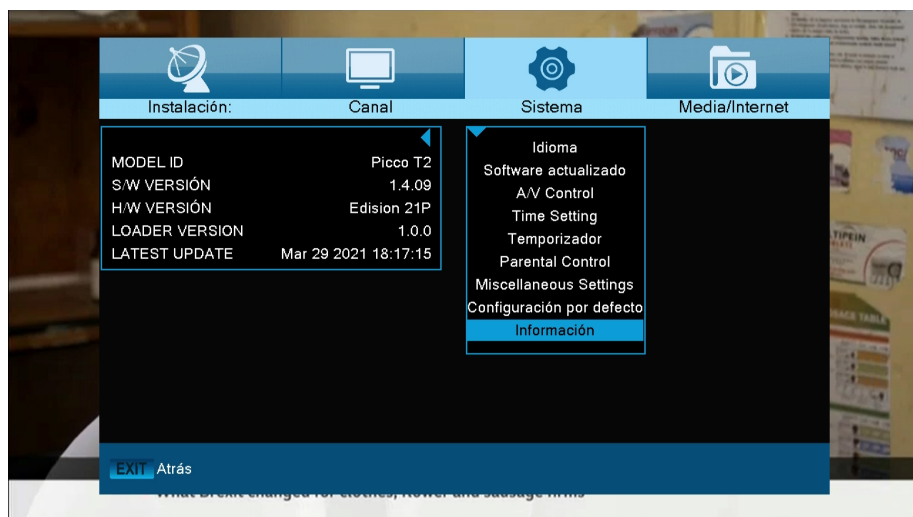 Instalación:
Canal
Sistema
Media/Internet
MODEL ID Picco T2
S/W VERSIÓN 1.4.09
H/W VERSIÓN Edision 21P
LOADER VERSION 1.0.0
LATEST UPDATE Mar 29 2021 18:17:15
Idioma
Software actualizado
A/V Control
Time Setting
Temporizador
Parental Control
Miscellaneous Settings
Configuración por defecto
Información
EXIT Atrás
What Brexit changed for clothes, flower and sausage firms